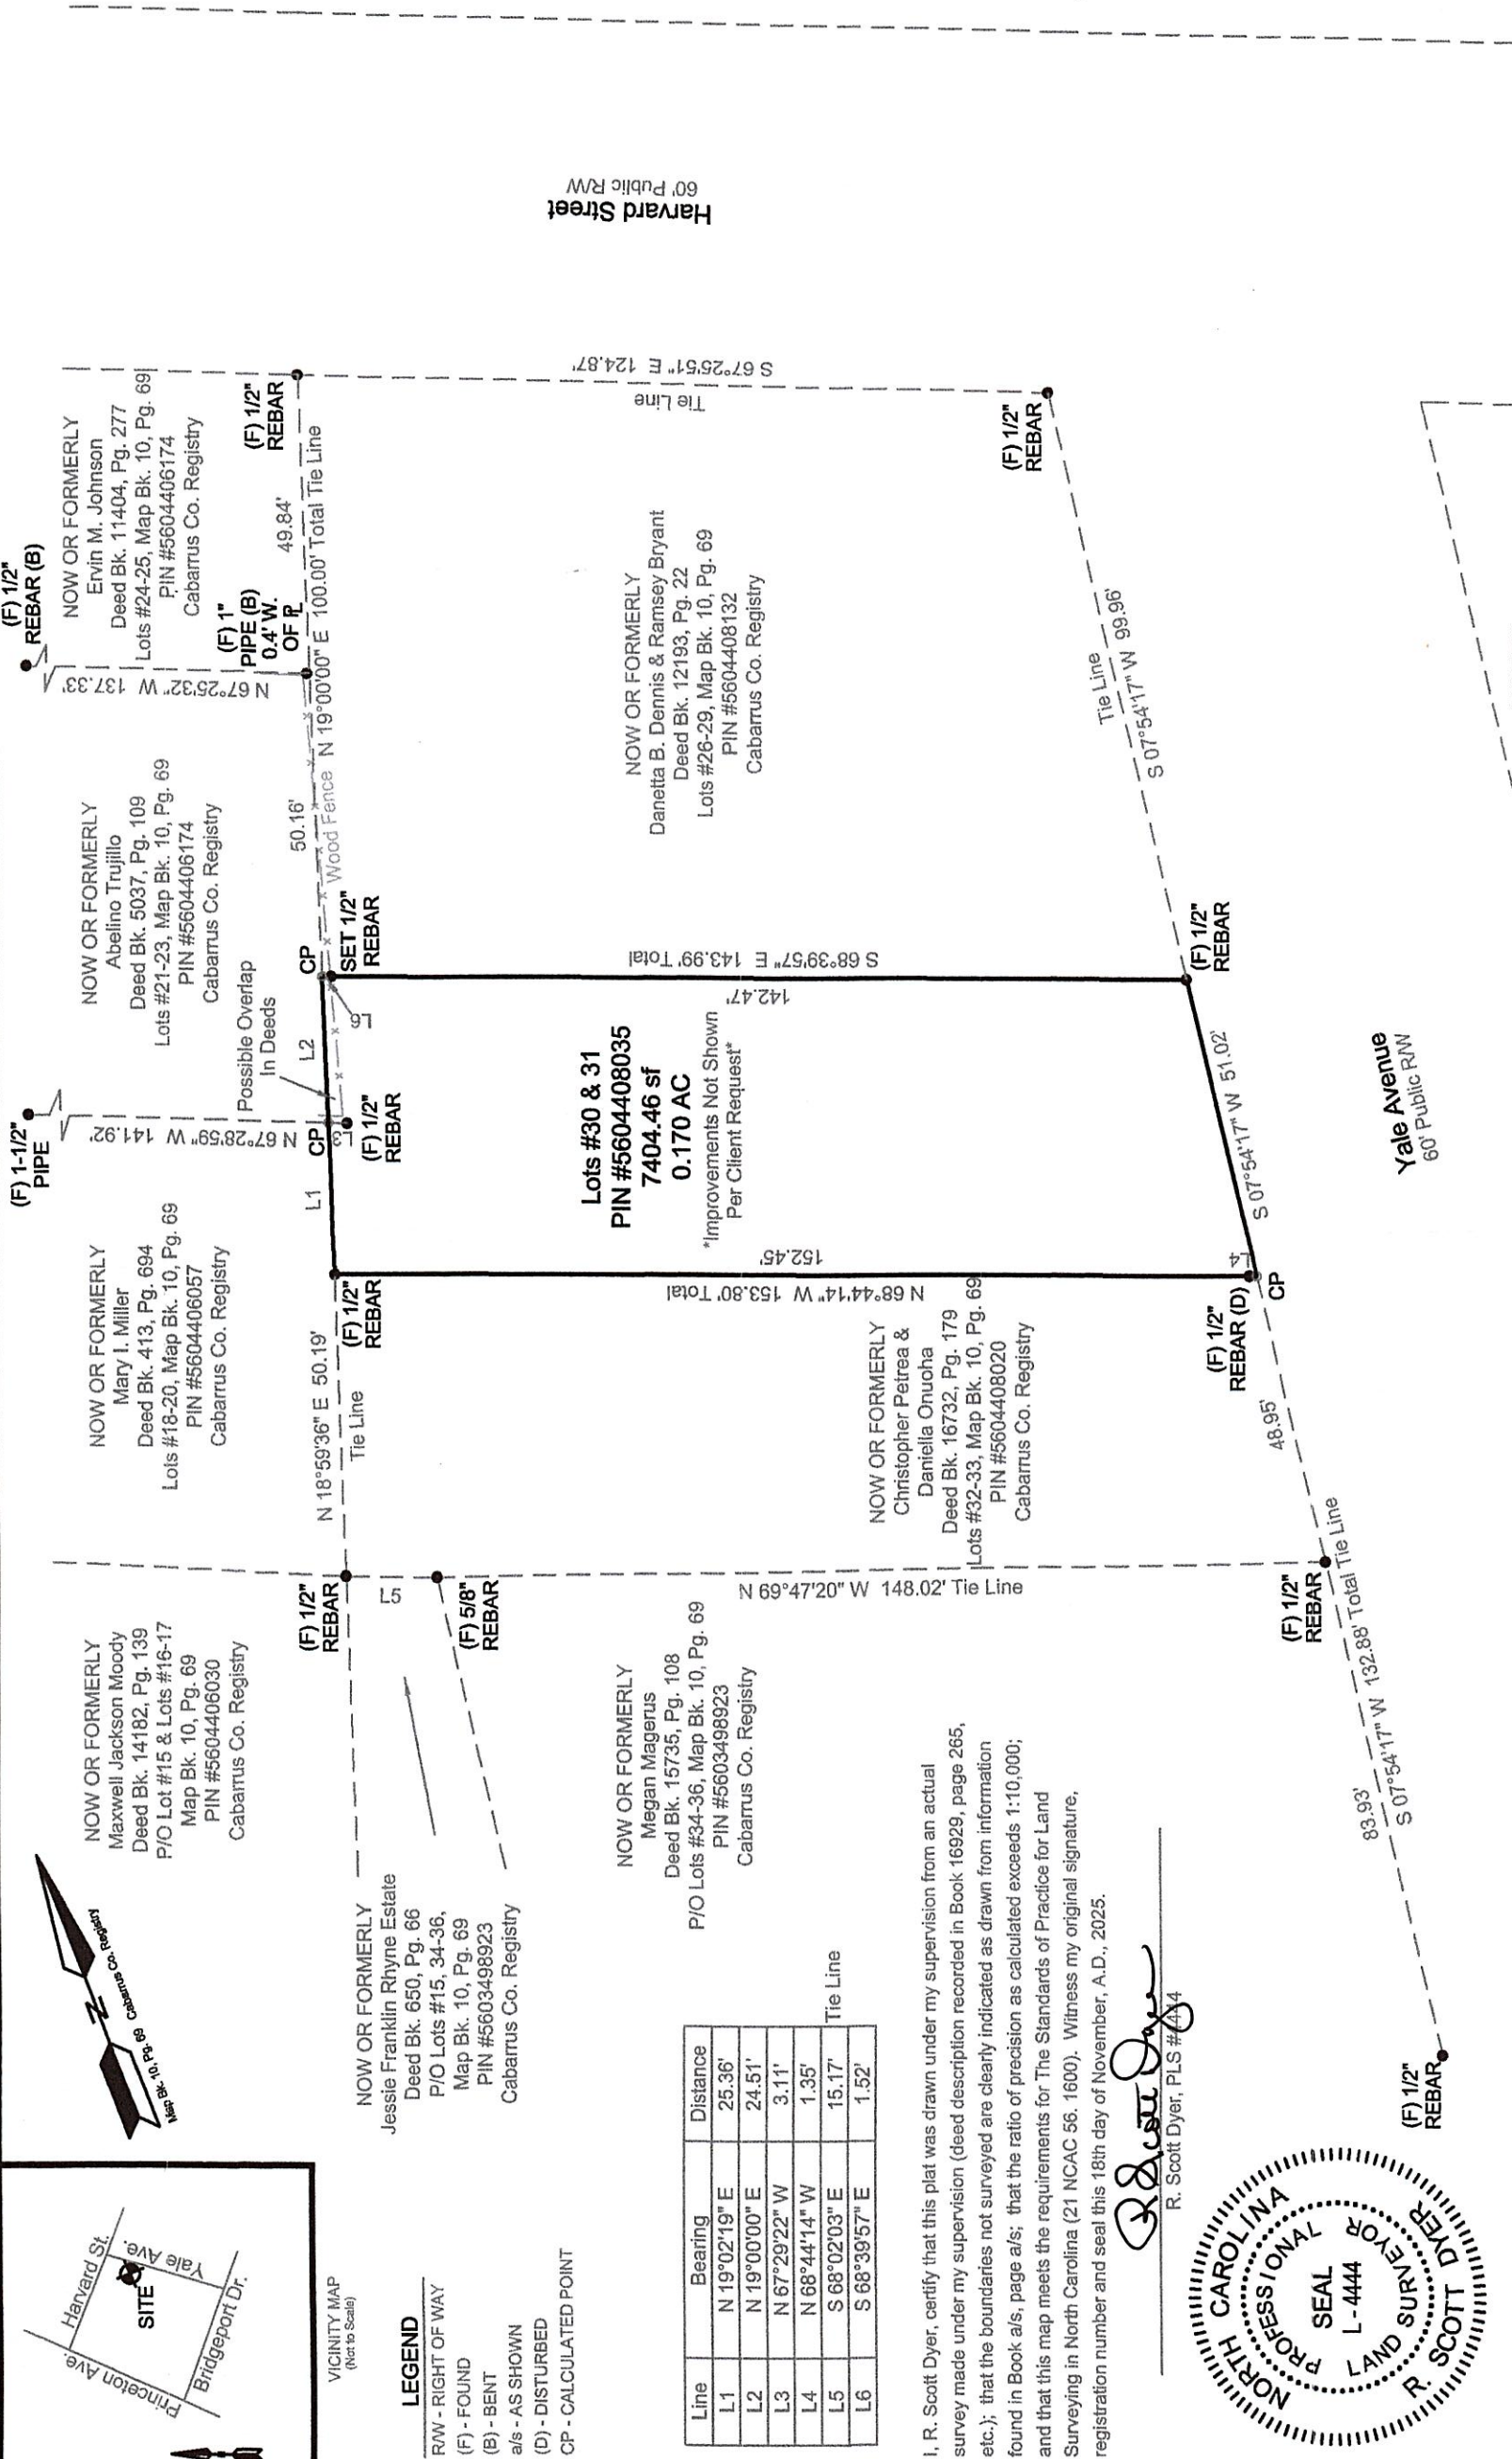 Harvard St.
Yale Ave.
Princeton Ave.
Bridgeport Dr.
SITE
VICINITY MAP
(Not to Scale)
LEGEND
R/W - RIGHT OF WAY
(F) - FOUND
(B) - BENT
a/s - AS SHOWN
(D) - DISTURBED
CP - CALCULATED POINT
N
Map Bk. 10, Pg. 69 Cabarrus Co. Registry
NOW OR FORMERLY
Maxwell Jackson Moody
Deed Bk. 14182, Pg. 139
P/O Lot #15 & Lots #16-17
Map Bk. 10, Pg. 69
PIN #5604406030
Cabarrus Co. Registry
NOW OR FORMERLY
Mary I. Miller
Deed Bk. 413, Pg. 694
Lots #18-20, Map Bk. 10, Pg. 69
PIN #5604406057
Cabarrus Co. Registry
(F) 1-1/2"
PIPE
N 67°28'59" W 141.92'
NOW OR FORMERLY
Abelino Trujillo
Deed Bk. 5037, Pg. 109
Lots #21-23, Map Bk. 10, Pg. 69
PIN #5604406174
Cabarrus Co. Registry
Possible Overlap
In Deeds
(F) 1/2"
REBAR (B)
N 67°25'32" W 137.33'
NOW OR FORMERLY
Ervin M. Johnson
Deed Bk. 11404, Pg. 277
Lots #24-25, Map Bk. 10, Pg. 69
PIN #5604406174
Cabarrus Co. Registry
(F) 1"
PIPE (B)
0.4' W.
OF PL
(F) 1/2"
REBAR
49.84'
50.16'
Wood Fence N 19°00'00" E 100.00' Total Tie Line
NOW OR FORMERLY
Jessie Franklin Rhyne Estate
Deed Bk. 650, Pg. 66
P/O Lots #15, 34-36,
Map Bk. 10, Pg. 69
PIN #5603498923
Cabarrus Co. Registry
(F) 1/2"
REBAR
L5
(F) 5/8"
REBAR
N 18°59'36" E 50.19'
Tie Line
(F) 1/2"
REBAR
L1
CP
L3
(F) 1/2"
REBAR
L2
L6
CP
SET 1/2"
REBAR
NOW OR FORMERLY
Megan Magerus
Deed Bk. 15735, Pg. 108
P/O Lots #34-36, Map Bk. 10, Pg. 69
PIN #5603498923
Cabarrus Co. Registry
N 69°47'20" W 148.02' Tie Line
NOW OR FORMERLY
Christopher Petrea &
Daniella Onuoha
Deed Bk. 16732, Pg. 179
Lots #32-33, Map Bk. 10, Pg. 69
PIN #5604408020
Cabarrus Co. Registry
N 68°44'14" W 153.80' Total
152.45'
Lots #30 & 31
PIN #5604408035
7404.46 sf
0.170 AC
*Improvements Not Shown
Per Client Request*
142.47'
S 68°39'57" E 143.99' Total
NOW OR FORMERLY
Danetta B. Dennis & Ramsey Bryant
Deed Bk. 12193, Pg. 22
Lots #26-29, Map Bk. 10, Pg. 69
PIN #5604408132
Cabarrus Co. Registry
Tie Line
S 67°25'51" E 124.87'
Harvard Street
60' Public R/W
(F) 1/2"
REBAR
Tie Line
S 07°54'17" W 99.96'
(F) 1/2"
REBAR
S 07°54'17" W 51.02'
L4
(F) 1/2"
REBAR (D)
CP
48.95'
(F) 1/2"
REBAR
83.93'
S 07°54'17" W 132.88' Total Tie Line
(F) 1/2"
REBAR
Yale Avenue
60' Public R/W
Line Bearing Distance
L1 N 19°02'19" E 25.36'
L2 N 19°00'00" E 24.51'
L3 N 67°29'22" W 3.11'
L4 N 68°44'14" W 1.35'
L5 S 68°02'03" E 15.17' Tie Line
L6 S 68°39'57" E 1.52'
I, R. Scott Dyer, certify that this plat was drawn under my supervision from an actual
survey made under my supervision (deed description recorded in Book 16929, page 265,
etc.); that the boundaries not surveyed are clearly indicated as drawn from information
found in Book a/s, page a/s; that the ratio of precision as calculated exceeds 1:10,000;
and that this map meets the requirements for The Standards of Practice for Land
Surveying in North Carolina (21 NCAC 56. 1600). Witness my original signature,
registration number and seal this 18th day of November, A.D., 2025.
R Scott Dyer
R. Scott Dyer, PLS #4444
NORTH CAROLINA
PROFESSIONAL
SEAL
L-4444
LAND SURVEYOR
R. SCOTT DYER